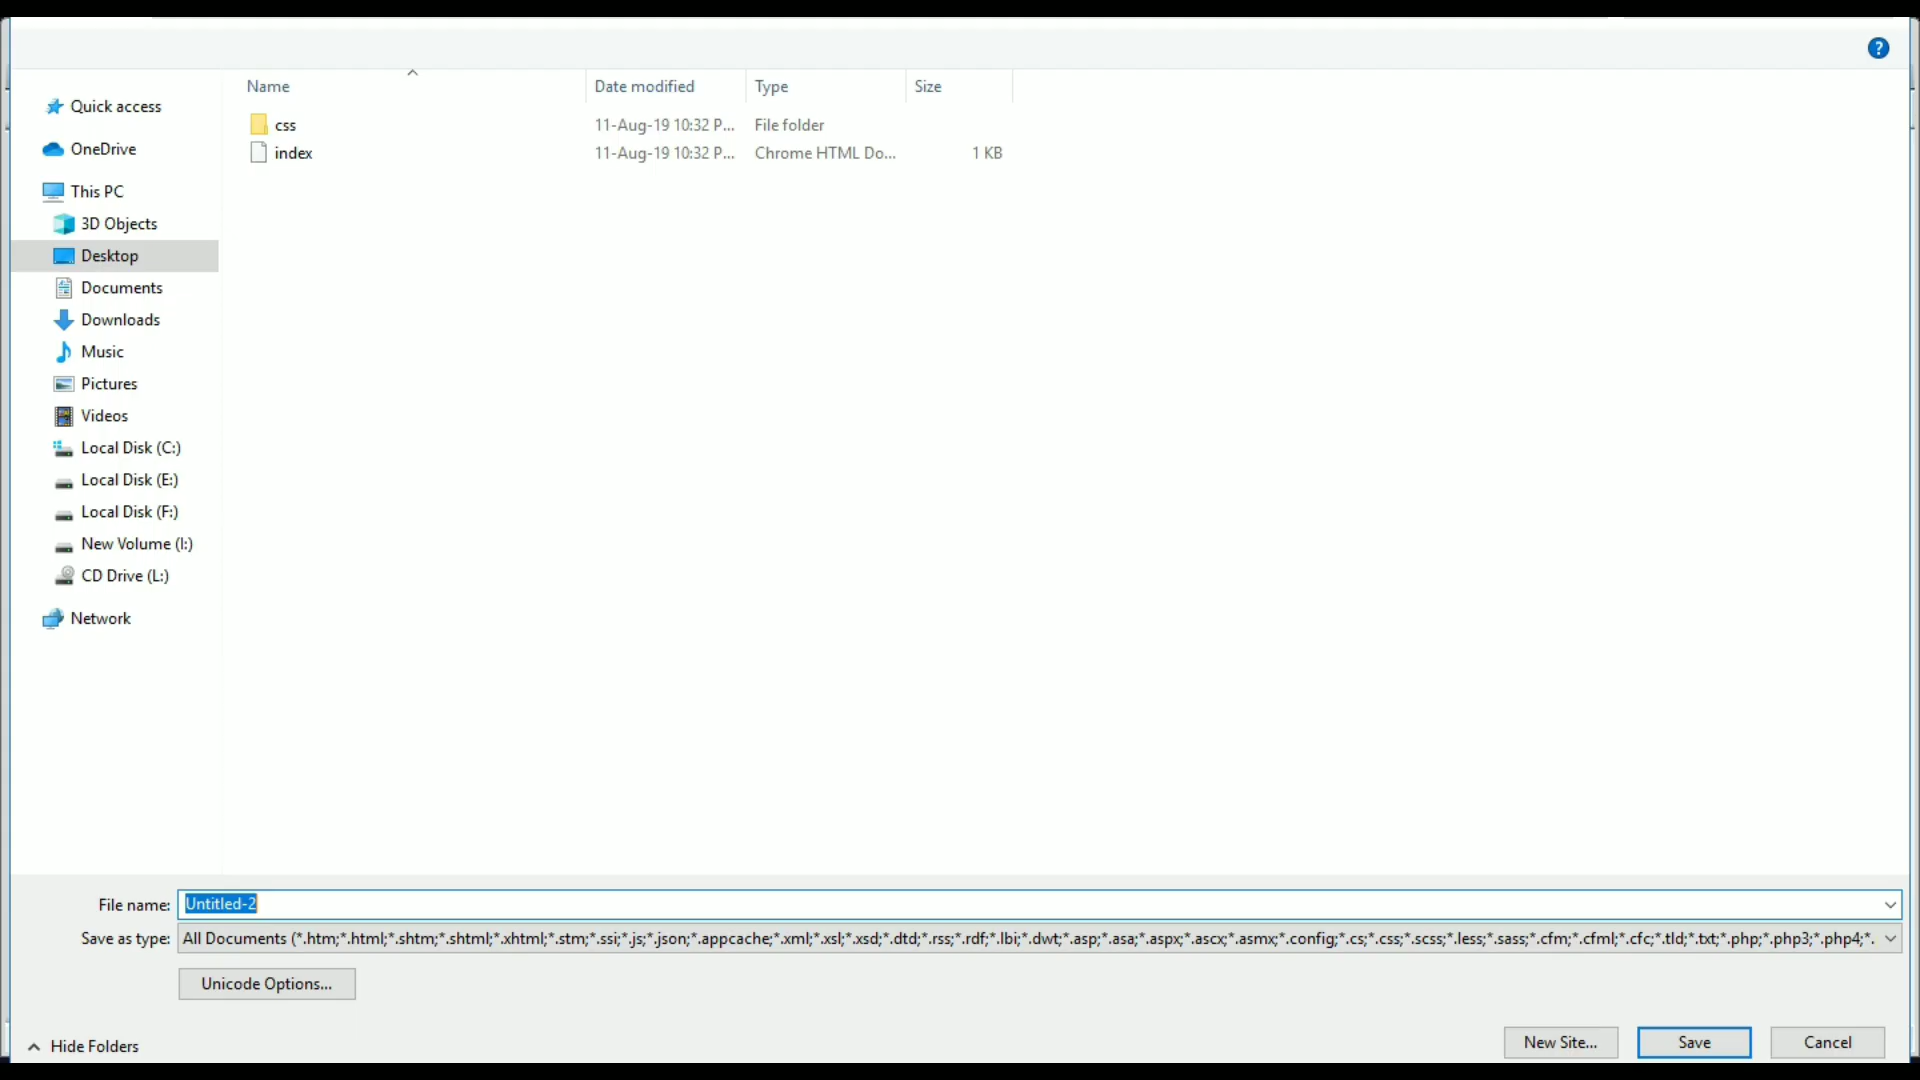 ?
Name Date modified Type Size
Quick access
css 11-Aug-19 10:32 P... File folder
OneDrive
index 11-Aug-19 10:32 P... Chrome HTML Do... 1 KB
This PC
3D Objects
Desktop
Documents
Downloads
Music
Pictures
Videos
Local Disk (C:)
Local Disk (E:)
Local Disk (F:)
New Volume (I:)
CD Drive (L:)
Network
File name: Untitled-2
Save as type: All Documents (*.htm;*.html;*.shtm;*.shtml;*.xhtml;*.stm;*.ssi;*.js;*.json;*.appcache;*.xml;*.xsl;*.xsd;*.dtd;*.rss;*.rdf;*.lbi;*.dwt;*.asp;*.asa;*.aspx;*.ascx;*.asmx;*.config;*.cs;*.css;*.scss;*.less;*.sass;*.cfm;*.cfml;*.cfc;*.tld;*.txt;*.php;*.php3;*.php4;*.
Unicode Options...
Hide Folders
New Site... Save Cancel